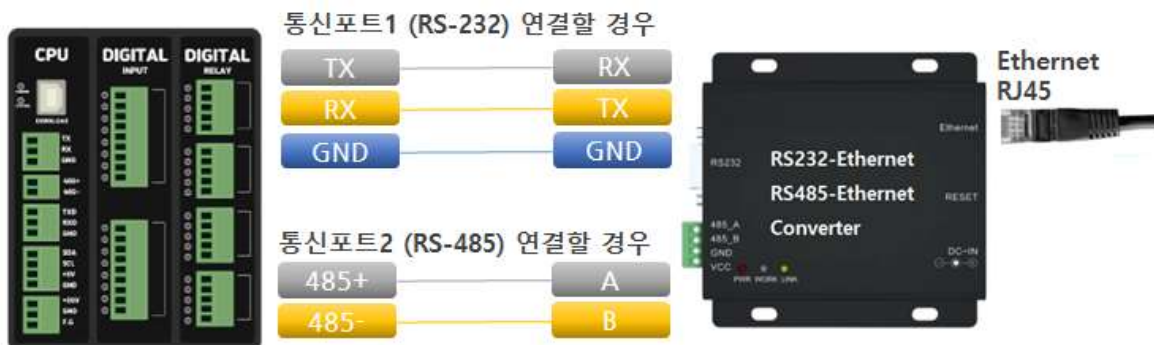 통신포트1 (RS-232) 연결할 경우
TX RX
RX TX
GND GND
통신포트2 (RS-485) 연결할 경우
485+ A
485- B
CPU
DOWNLOAD
TX
RX
GND
485+
485-
TXD
RXD
GND
SDA
SCL
+5V
GND
GND
F.G
DIGITAL
INPUT
DIGITAL
RELAY
RS232
485_A
485_B
GND
VCC
PWR WORK LINK
RS232-Ethernet
RS485-Ethernet
Converter
Ethernet
RESET
DC-IN
Ethernet
RJ45